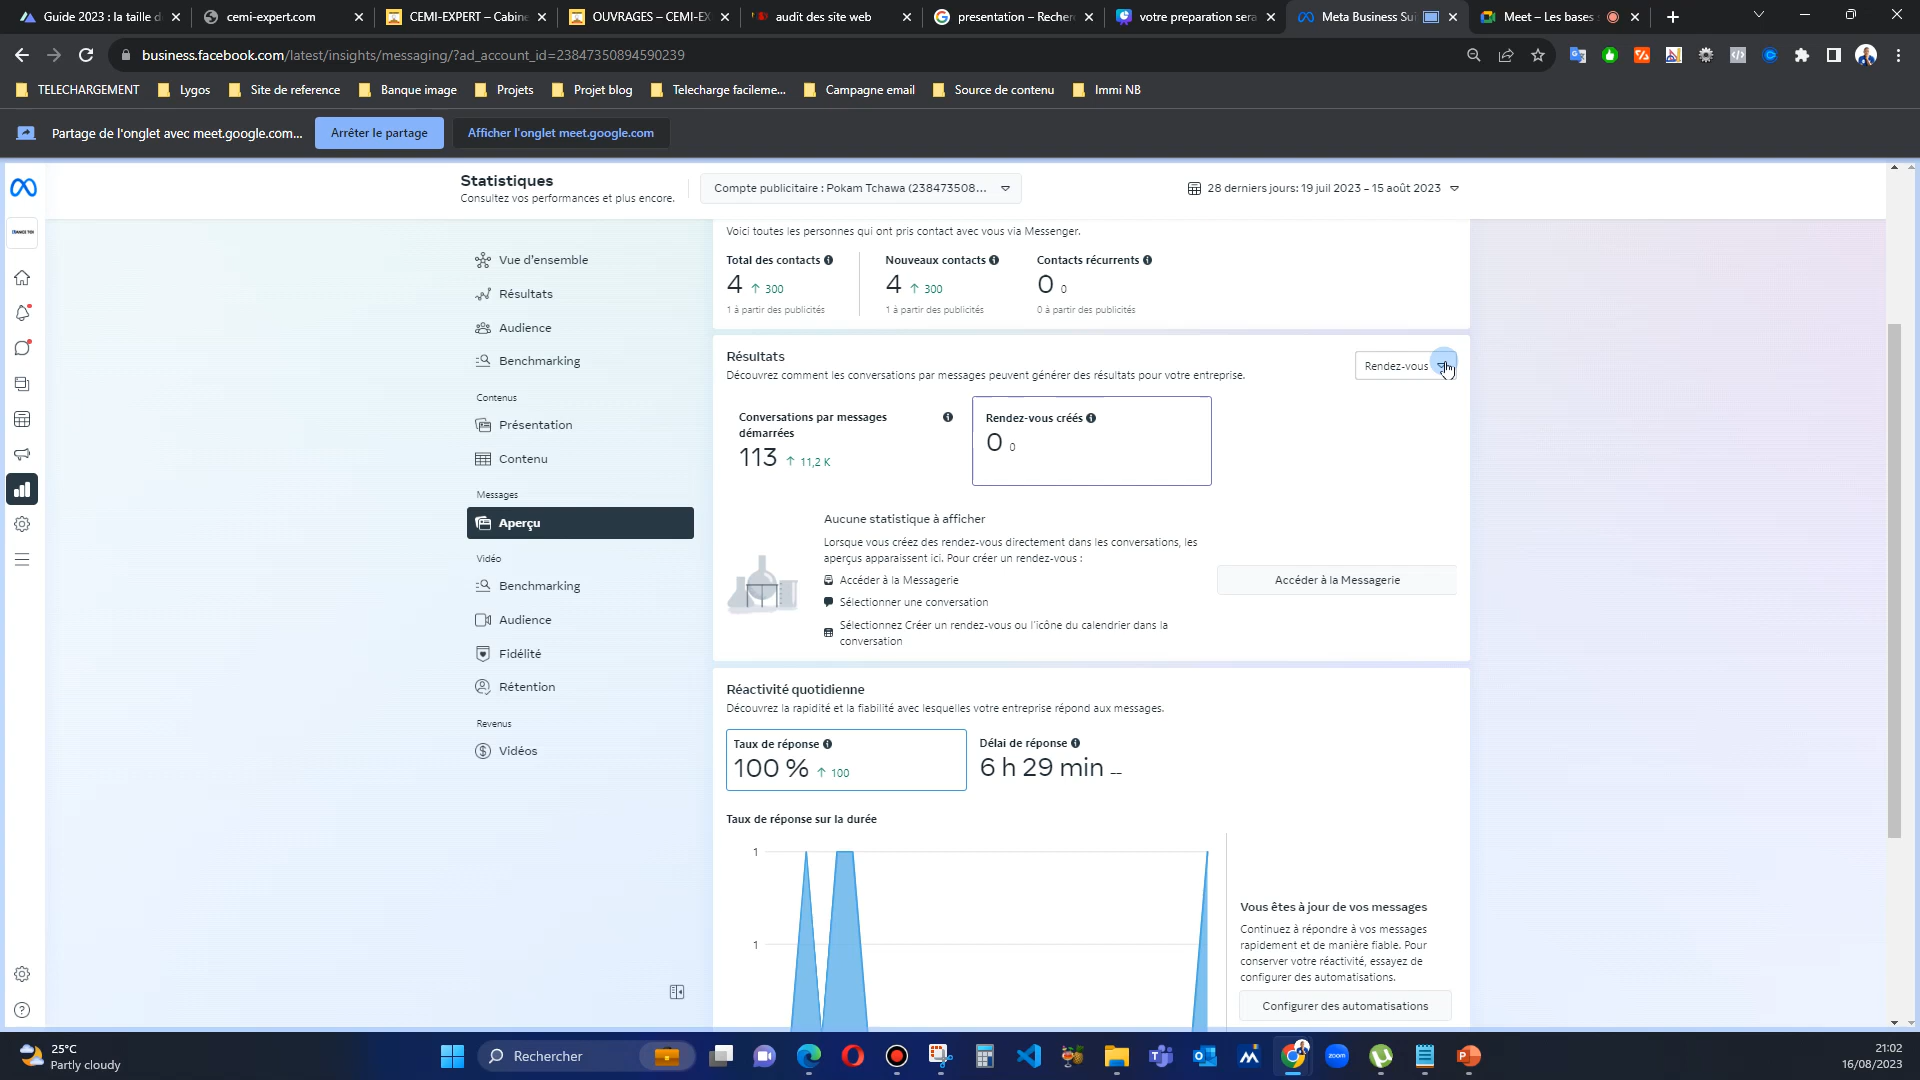 Guide 2023 : la taille d
cemi-expert.com
CEMI-EXPERT – Cabine
OUVRAGES – CEMI-EX
audit des site web
presentation – Recher
votre preparation sera
Meta Business Sui
Meet – Les bases
business.facebook.com/latest/insights/messaging/?ad_account_id=23847350894590239
TELECHARGEMENT
Lygos
Site de reference
Banque image
Projets
Projet blog
Telecharge facileme...
Campagne email
Source de contenu
Immi NB
Partage de l'onglet avec meet.google.com...
Arrêter le partage
Afficher l'onglet meet.google.com
Statistiques
Consultez vos performances et plus encore.
Compte publicitaire : Pokam Tchawa (238473508...
28 derniers jours: 19 juil 2023 – 15 août 2023
Vue d'ensemble
Résultats
Audience
Benchmarking
Contenus
Présentation
Contenu
Messages
Aperçu
Vidéo
Benchmarking
Audience
Fidélité
Rétention
Revenus
Vidéos
Voici toutes les personnes qui ont pris contact avec vous via Messenger.
Total des contacts
4 ↑ 300
1 à partir des publicités
Nouveaux contacts
4 ↑ 300
1 à partir des publicités
Contacts récurrents
0 0
0 à partir des publicités
Résultats
Découvrez comment les conversations par messages peuvent générer des résultats pour votre entreprise.
Rendez-vous
Conversations par messages
démarrées
113 ↑ 11,2 K
Rendez-vous créés
0 0
Aucune statistique à afficher
Lorsque vous créez des rendez-vous directement dans les conversations, les
aperçus apparaissent ici. Pour créer un rendez-vous :
Accéder à la Messagerie
Sélectionner une conversation
Sélectionnez Créer un rendez-vous ou l'icône du calendrier dans la
conversation
Accéder à la Messagerie
Réactivité quotidienne
Découvrez la rapidité et la fiabilité avec lesquelles votre entreprise répond aux messages.
Taux de réponse
100 % ↑ 100
Délai de réponse
6 h 29 min --
Taux de réponse sur la durée
1
1
Vous êtes à jour de vos messages
Continuez à répondre à vos messages
rapidement et de manière fiable. Pour
conserver votre réactivité, essayez de
configurer des automatisations.
Configurer des automatisations
25°C
Partly cloudy
Rechercher
zoom
21:02
16/08/2023